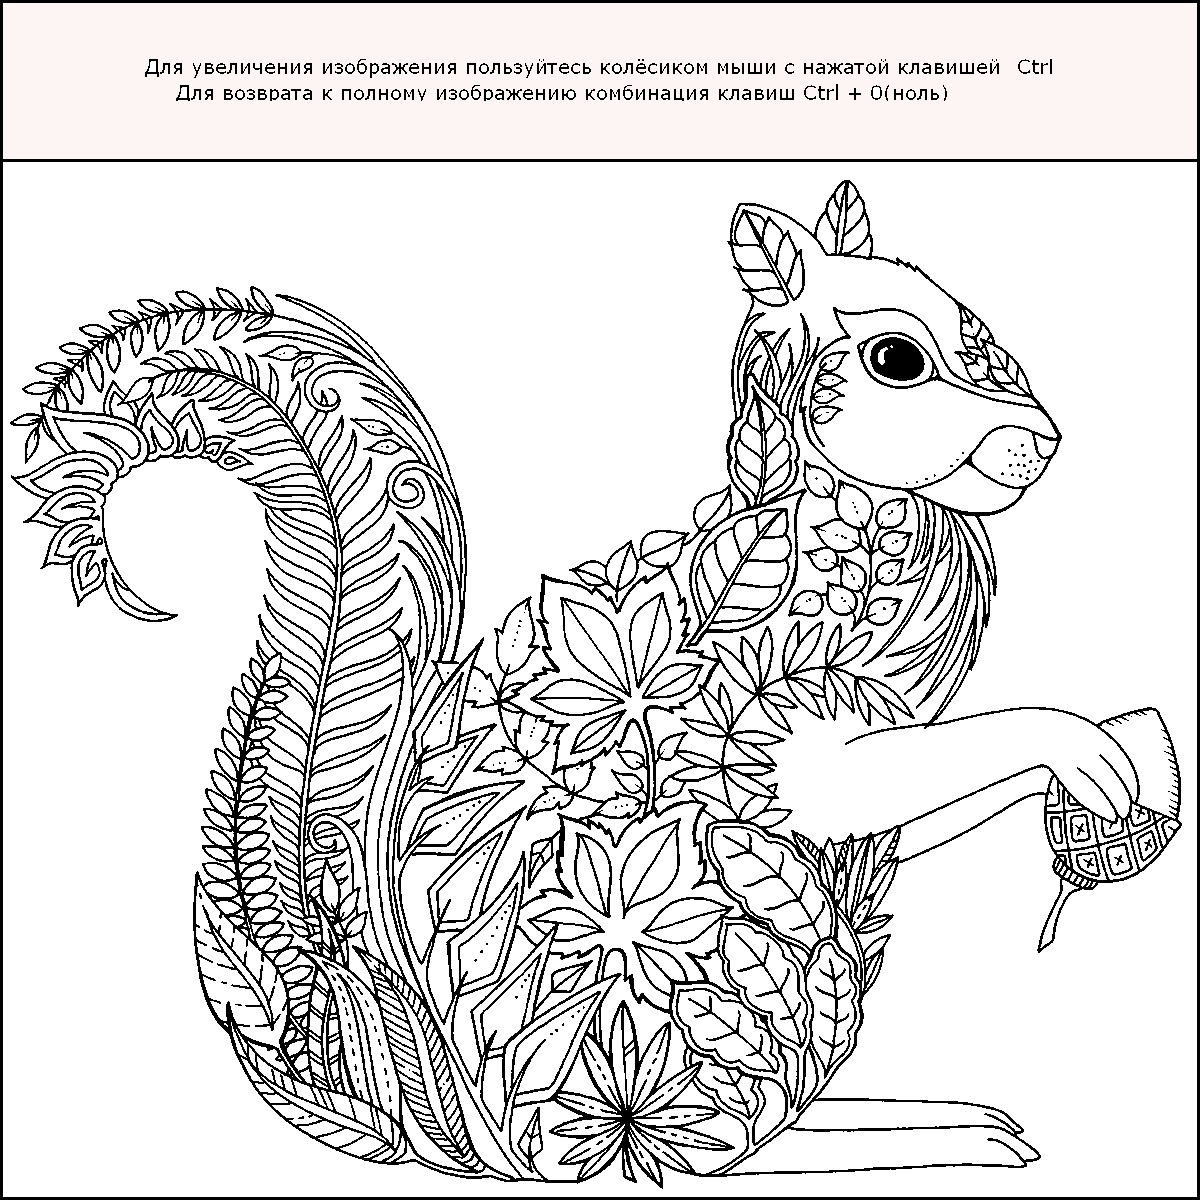 Для увеличения изображения пользуйтесь колёсиком мыши с нажатой клавишей Ctrl
Для возврата к полному изображению комбинация клавиш Ctrl + 0(ноль)